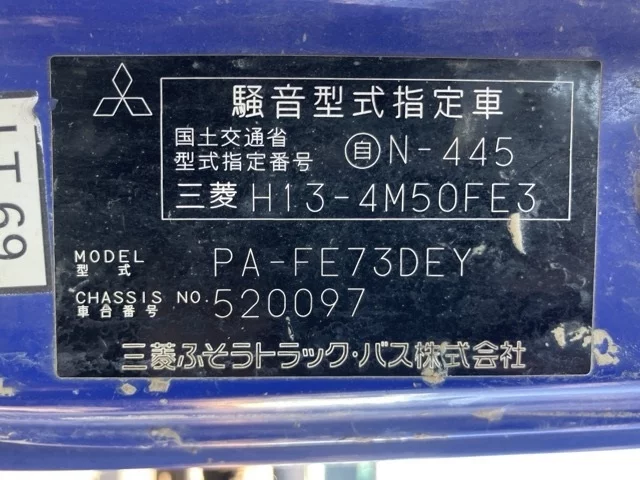 騒音型式指定車
国土交通省
型式指定番号 自N-445
三菱 H13-4M50FE3
MODEL
型式 PA-FE73DEY
CHASSIS NO.
車台番号 520097
三菱ふそうトラック・バス株式会社